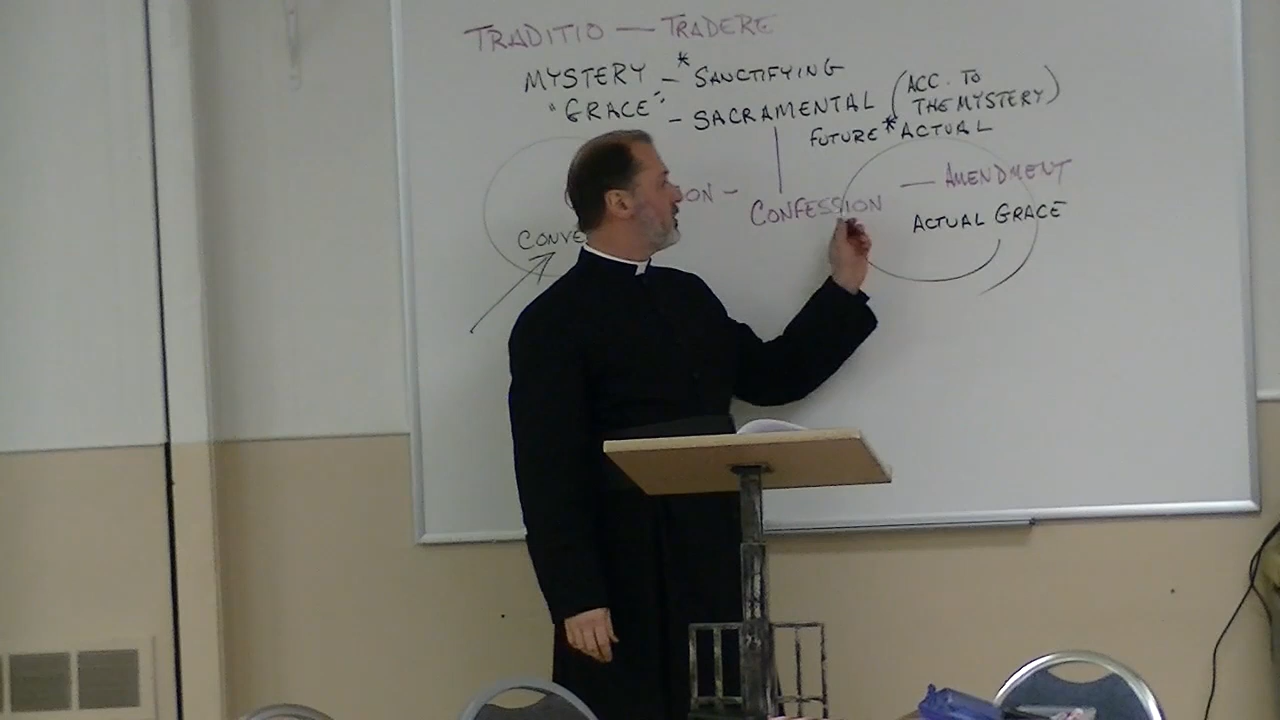 TRADITIO — TRADERE
MYSTERY — *SANCTIFYING
"GRACE" — SACRAMENTAL (ACC. TO THE MYSTERY)
FUTURE *ACTUAL
ON — CONFESSION — AMENDMENT
CONVE
ACTUAL GRACE